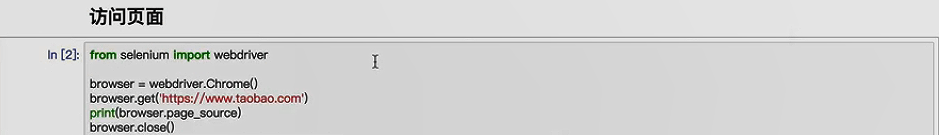 访问页面
In [2]: from selenium import webdriver
browser = webdriver.Chrome()
browser.get('https://www.taobao.com')
print(browser.page_source)
browser.close()